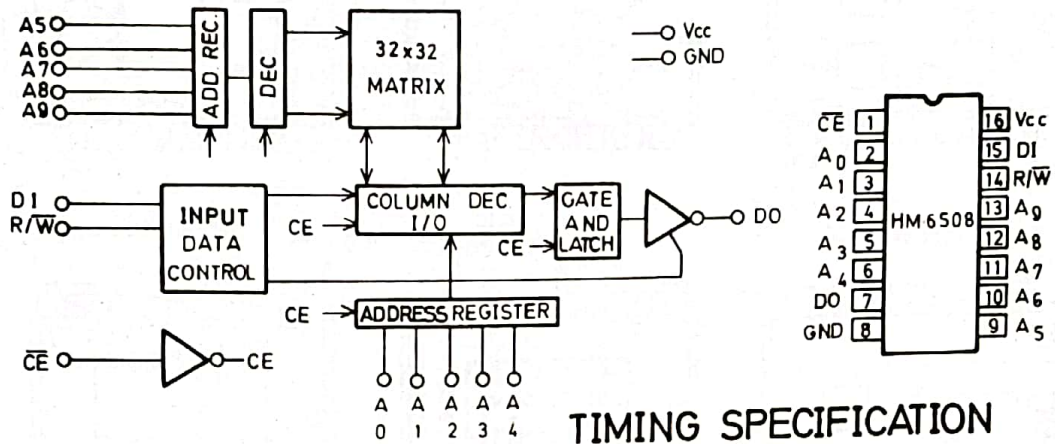 A5
A6
A7
A8
A9
ADD. REC.
DEC
32x32
MATRIX
Vcc
GND
DI
R/W̅
INPUT
DATA
CONTROL
CE
COLUMN DEC.
I/O
CE
GATE
AND
LATCH
DO
CE
ADDRESS REGISTER
C̅E̅
CE
A A A A A
0 1 2 3 4
C̅E̅ 1
A0 2
A1 3
A2 4
A3 5
A4 6
DO 7
GND 8
HM 6508
16 Vcc
15 DI
14 R/W̅
13 A9
12 A8
11 A7
10 A6
9 A5
TIMING SPECIFICATION